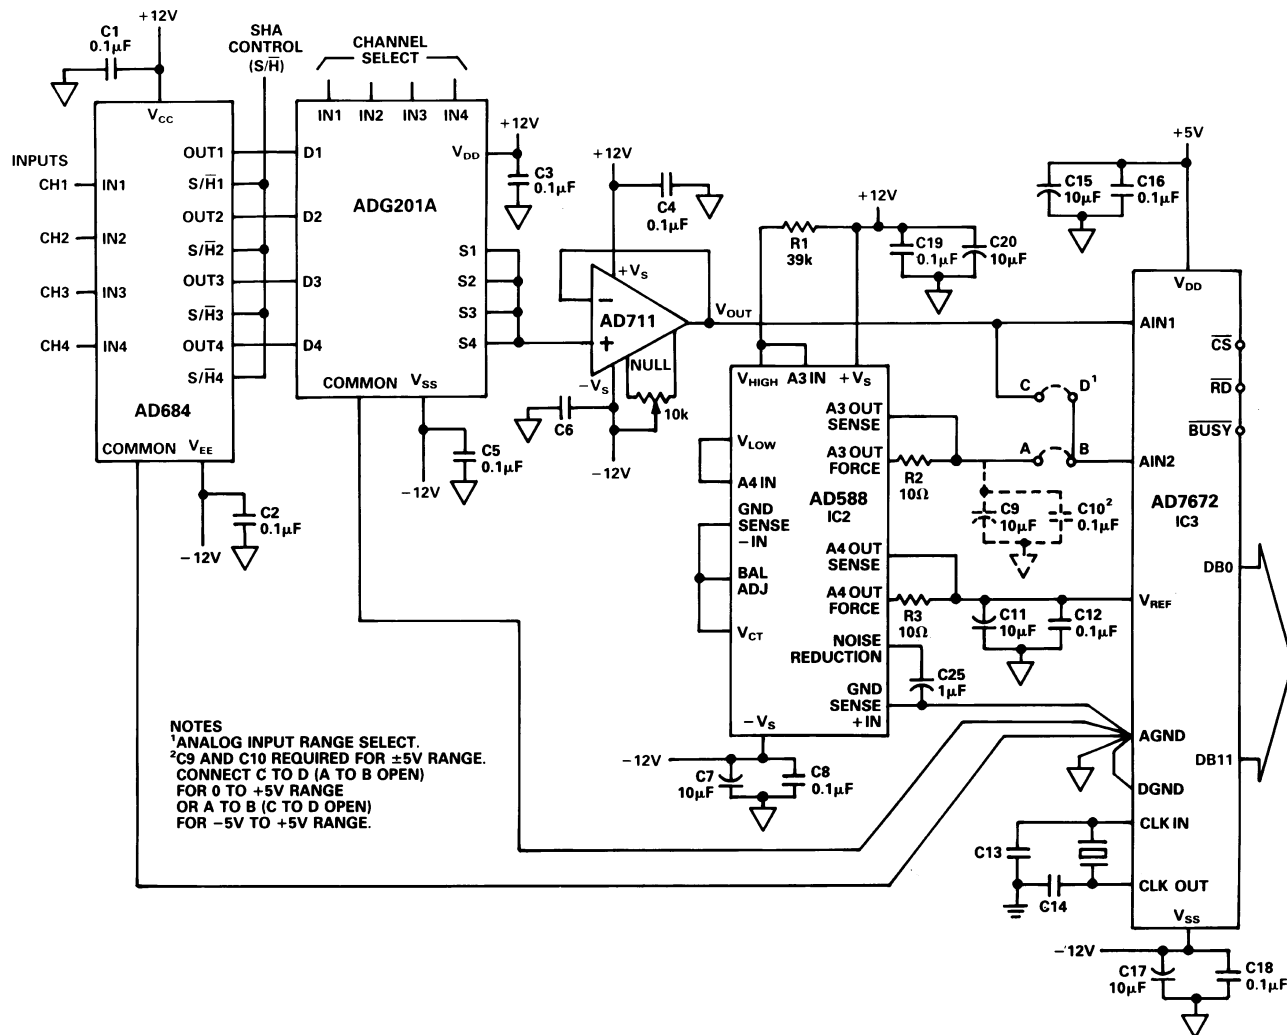 +12V
C1
0.1µF
SHA
CONTROL
(S/H̅)
CHANNEL
SELECT
VCC
IN1
IN2
IN3
IN4
+12V
INPUTS
CH1
IN1
CH2
IN2
CH3
IN3
CH4
IN4
OUT1
S/H̅1
OUT2
S/H̅2
OUT3
S/H̅3
OUT4
S/H̅4
AD684
COMMON
VEE
C2
0.1µF
−12V
D1
D2
D3
D4
VDD
C3
0.1µF
ADG201A
S1
S2
S3
S4
COMMON
VSS
C5
0.1µF
−12V
+12V
C4
0.1µF
+VS
−
AD711
+
VOUT
NULL
−VS
10k
C6
−12V
+12V
R1
39k
C19
0.1µF
C20
10µF
VHIGH
A3 IN
+VS
A3 OUT
SENSE
VLOW
A3 OUT
FORCE
R2
10Ω
A4 IN
AD588
IC2
GND
SENSE
−IN
A4 OUT
SENSE
BAL
ADJ
A4 OUT
FORCE
R3
10Ω
VCT
NOISE
REDUCTION
C25
1µF
GND
SENSE
+IN
−VS
−12V
C7
10µF
C8
0.1µF
C
D¹
A
B
C9
10µF
C10²
0.1µF
C11
10µF
C12
0.1µF
+5V
C15
10µF
C16
0.1µF
VDD
AIN1
C̅S̅
R̅D̅
B̅U̅S̅Y̅
AIN2
AD7672
IC3
DB0
VREF
AGND
DB11
DGND
CLK IN
C13
C14
CLK OUT
VSS
−12V
C17
10µF
C18
0.1µF
NOTES
¹ANALOG INPUT RANGE SELECT.
²C9 AND C10 REQUIRED FOR ±5V RANGE.
CONNECT C TO D (A TO B OPEN)
FOR 0 TO +5V RANGE
OR A TO B (C TO D OPEN)
FOR −5V TO +5V RANGE.